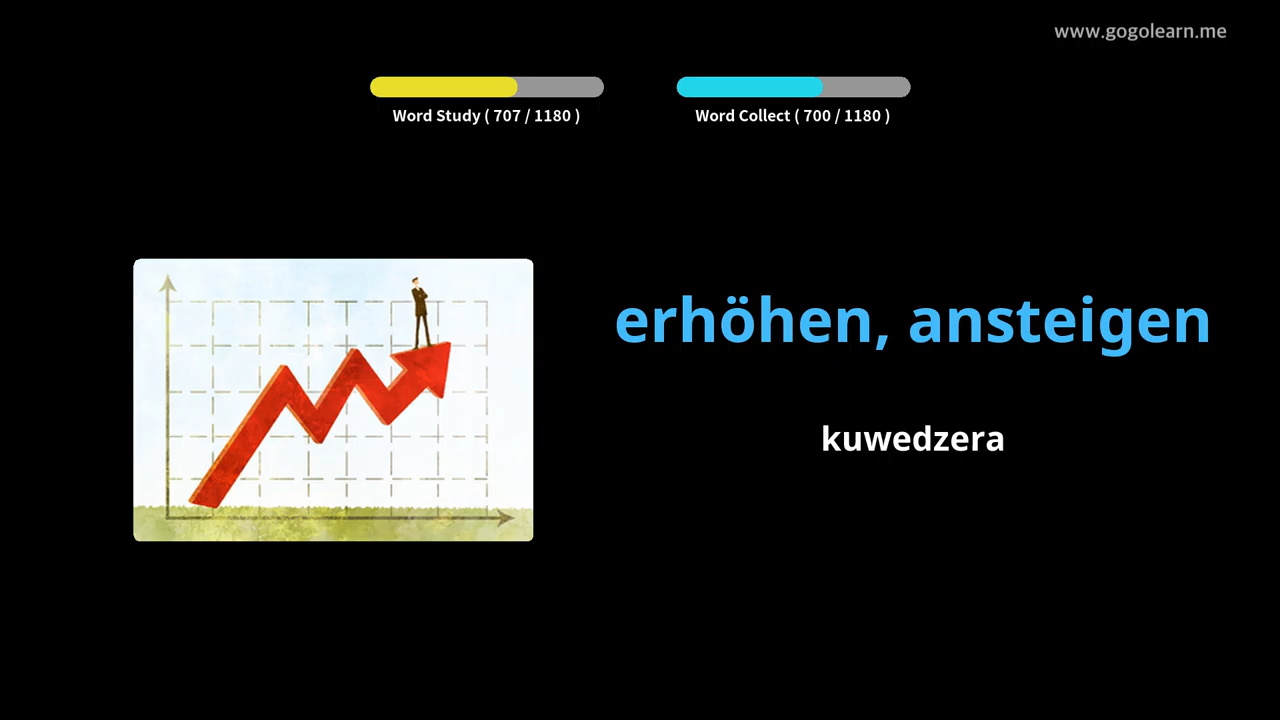 www.gogolearn.me
Word Study ( 707 / 1180 )
Word Collect ( 700 / 1180 )
erhöhen, ansteigen
kuwedzera